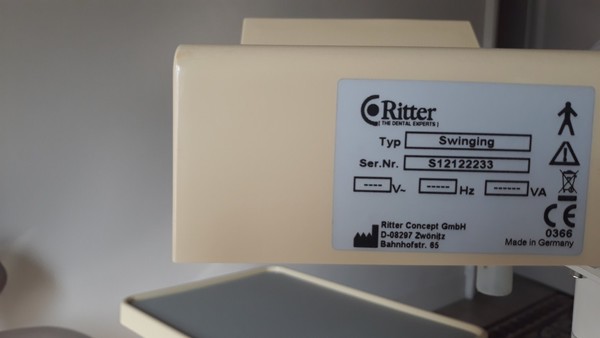 Ritter
( THE DENTAL EXPERTS )
Typ Swinging
Ser.Nr. S12122233
---- V~ ----- Hz ------ VA
Ritter Concept GmbH
D-08297 Zwönitz
Bahnhofstr. 65
CE
0366
Made in Germany